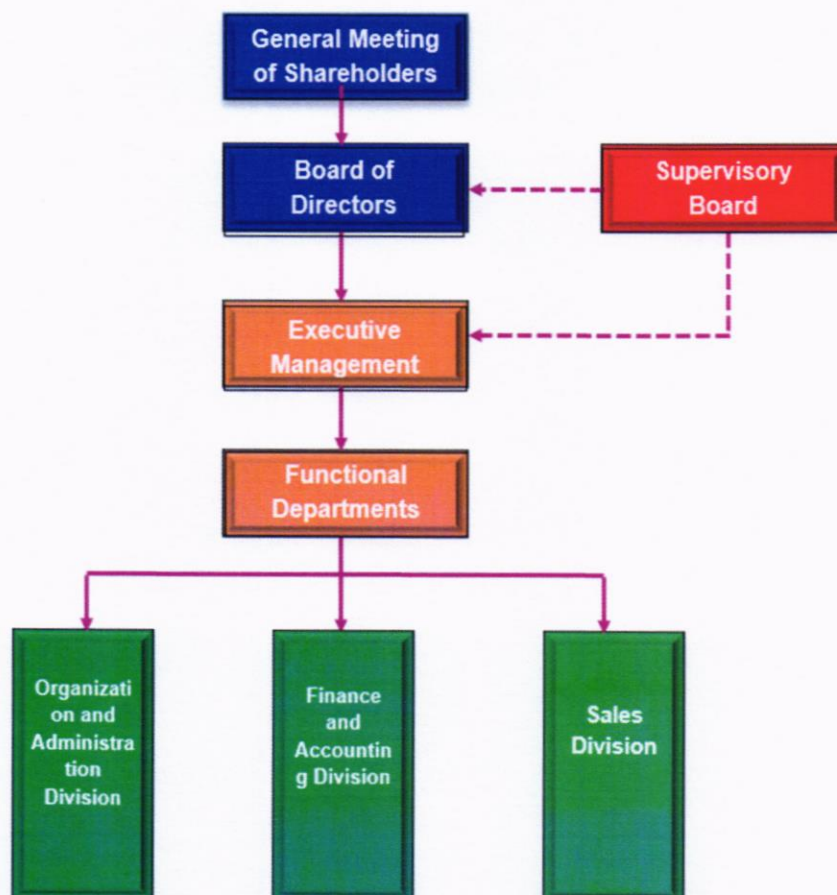 General Meeting
of Shareholders
Board of
Directors
Supervisory
Board
Executive
Management
Functional
Departments
Organizati
on and
Administra
tion
Division
Finance
and
Accountin
g Division
Sales
Division